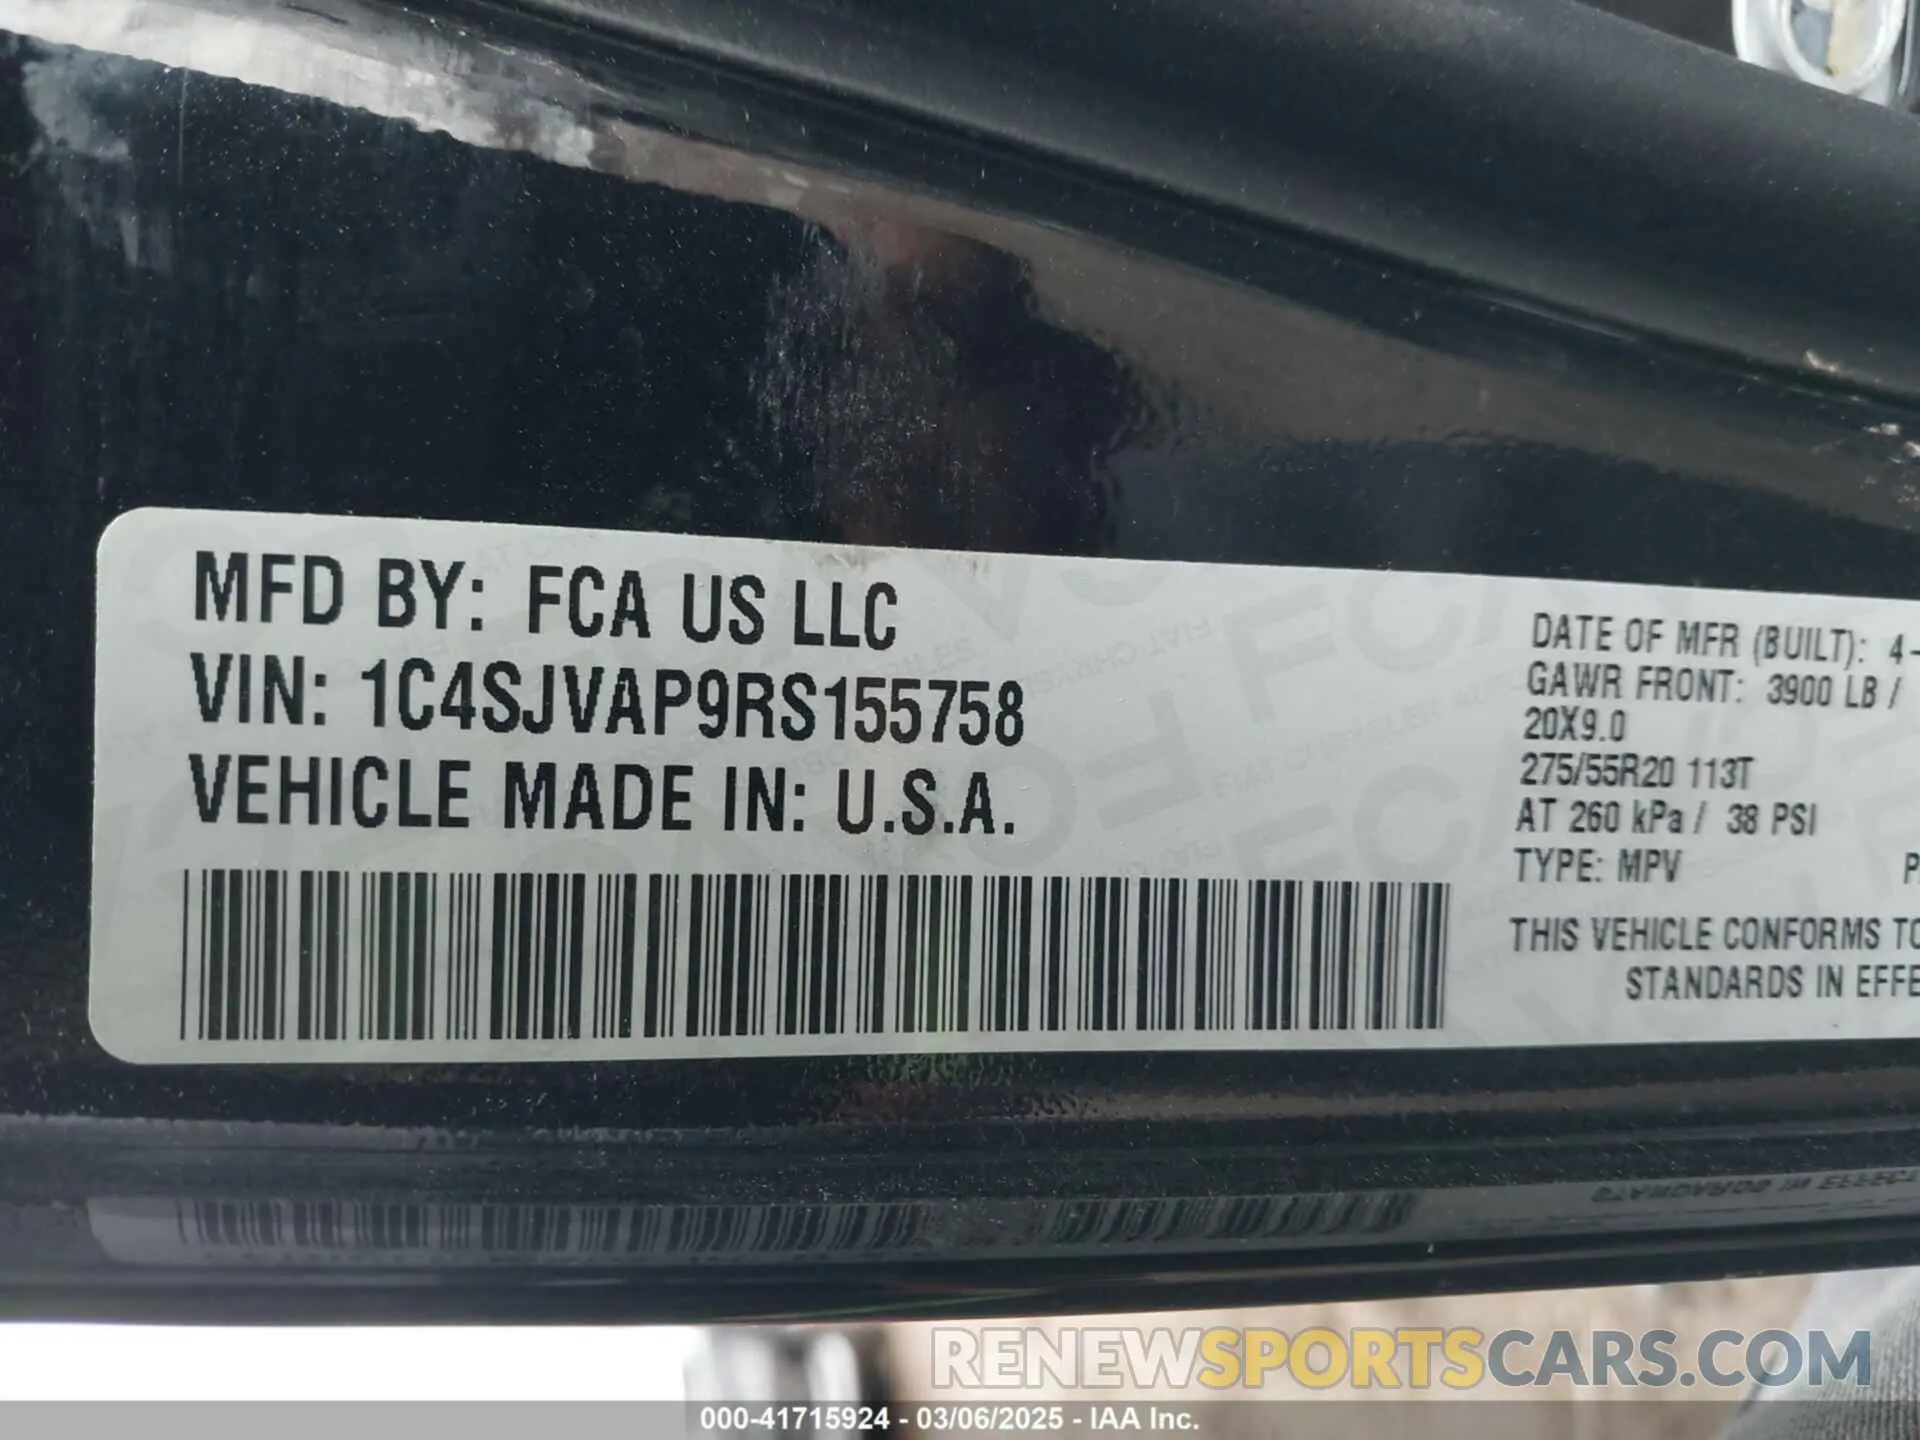 MFD BY: FCA US LLC
VIN: 1C4SJVAP9RS155758
VEHICLE MADE IN: U.S.A.
DATE OF MFR (BUILT): 4-
GAWR FRONT: 3900 LB /
20X9.0
275/55R20 113T
AT 260 kPa / 38 PSI
TYPE: MPV
THIS VEHICLE CONFORMS TO
STANDARDS IN EFFE
RENEWSPORTSCARS.COM
000-41715924 - 03/06/2025 - IAA Inc.